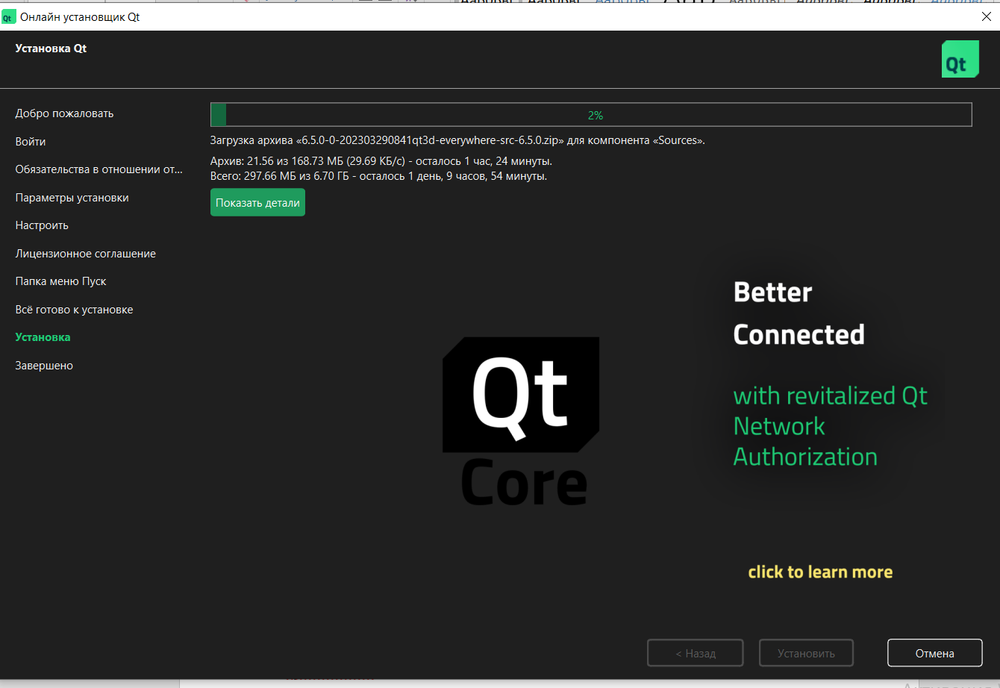 Онлайн установщик Qt
Установка Qt
Qt
Добро пожаловать
Войти
Обязательства в отношении от...
Параметры установки
Настроить
Лицензионное соглашение
Папка меню Пуск
Всё готово к установке
Установка
Завершено
2%
Загрузка архива «6.5.0-0-202303290841qt3d-everywhere-src-6.5.0.zip» для компонента «Sources».
Архив: 21.56 из 168.73 МБ (29.69 КБ/с) - осталось 1 час, 24 минуты.
Всего: 297.66 МБ из 6.70 ГБ - осталось 1 день, 9 часов, 54 минуты.
Показать детали
Qt
Core
Better
Connected
with revitalized Qt
Network
Authorization
click to learn more
< Назад
Установить
Отмена